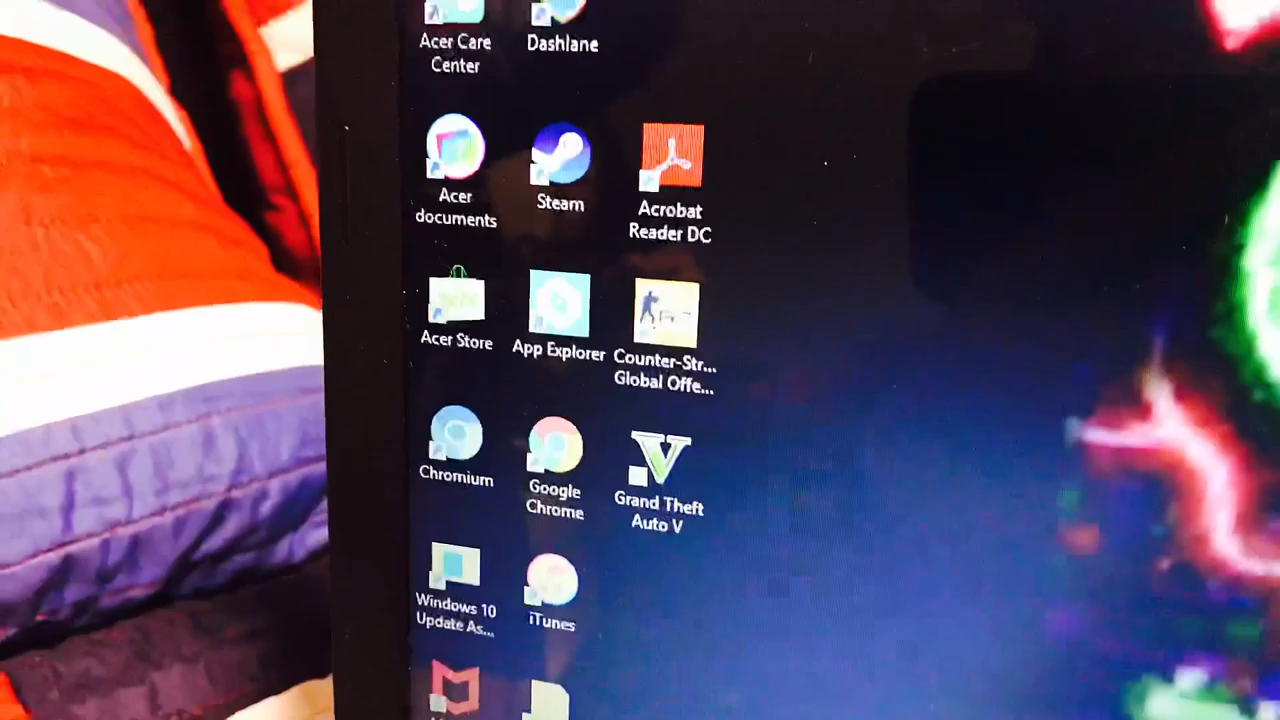 Acer Care
Center
Dashlane
Acer
documents
Steam
Acrobat
Reader DC
Acer Store
App Explorer
Counter-Str...
Global Offe...
Chromium
Google
Chrome
Grand Theft
Auto V
Windows 10
Update As...
iTunes